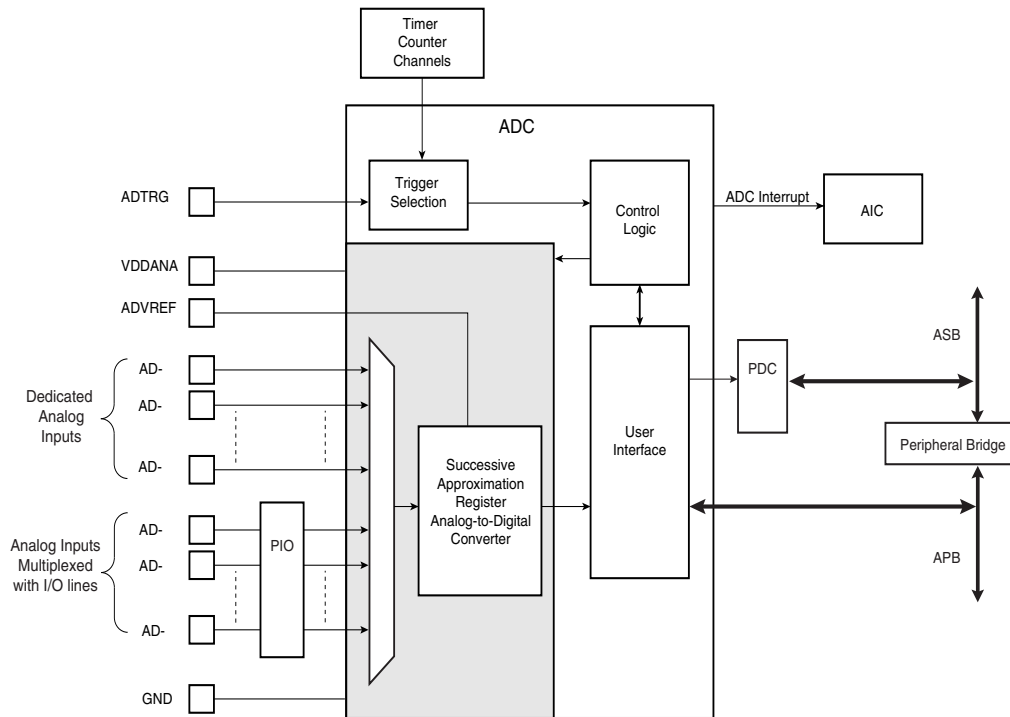 Timer
Counter
Channels
ADC
ADTRG
Trigger
Selection
Control
Logic
ADC Interrupt
AIC
VDDANA
ADVREF
ASB
PDC
Dedicated
Analog
Inputs
AD-
AD-
AD-
User
Interface
Peripheral Bridge
Successive
Approximation
Register
Analog-to-Digital
Converter
Analog Inputs
Multiplexed
with I/O lines
AD-
AD-
AD-
PIO
APB
GND